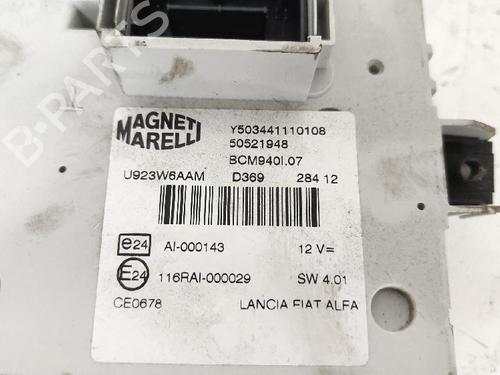 B-PARTS
MAGNETI MARELLI
Y503441110108
50521948
BCM940I.07
U923W6AAM D369 284 12
e24 AI-000143 12 V=
E24 116RAI-000029 SW 4.01
CE0678 LANCIA FIAT ALFA